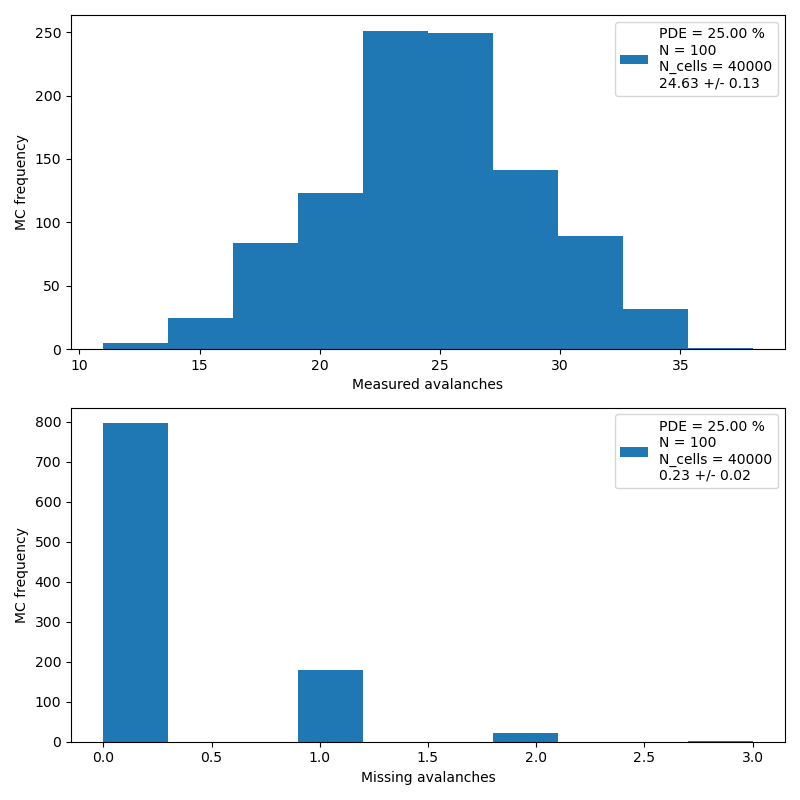 MC frequency
250
200
150
100
50
0
10 15 20 25 30 35
Measured avalanches
PDE = 25.00 %
N = 100
N_cells = 40000
24.63 +/- 0.13
MC frequency
800
700
600
500
400
300
200
100
0
0.0 0.5 1.0 1.5 2.0 2.5 3.0
Missing avalanches
PDE = 25.00 %
N = 100
N_cells = 40000
0.23 +/- 0.02